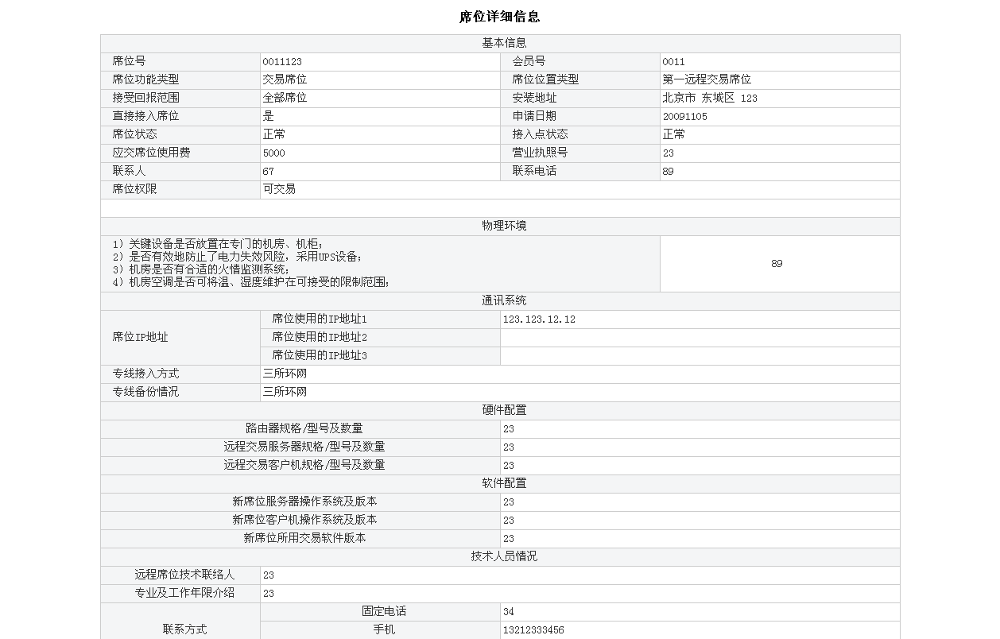 席位详细信息
基本信息
席位号 0011123 会员号 0011
席位功能类型 交易席位 席位位置类型 第一远程交易席位
接受回报范围 全部席位 安装地址 北京市 东城区 123
直接接入席位 是 申请日期 20091105
席位状态 正常 接入点状态 正常
应交席位使用费 5000 营业执照号 23
联系人 67 联系电话 89
席位权限 可交易
物理环境
1）关键设备是否放置在专门的机房、机柜；
2）是否有效地防止了电力失效风险，采用UPS设备；
3）机房是否有合适的火情监测系统；
4）机房空调是否可将温、湿度维护在可接受的限制范围；
89
通讯系统
席位IP地址
席位使用的IP地址1 123.123.12.12
席位使用的IP地址2
席位使用的IP地址3
专线接入方式 三所环网
专线备份情况 三所环网
硬件配置
路由器规格/型号及数量 23
远程交易服务器规格/型号及数量 23
远程交易客户机规格/型号及数量 23
软件配置
新席位服务器操作系统及版本 23
新席位客户机操作系统及版本 23
新席位所用交易软件版本 23
技术人员情况
远程席位技术联络人 23
专业及工作年限介绍 23
联系方式
固定电话 34
手机 13212333456